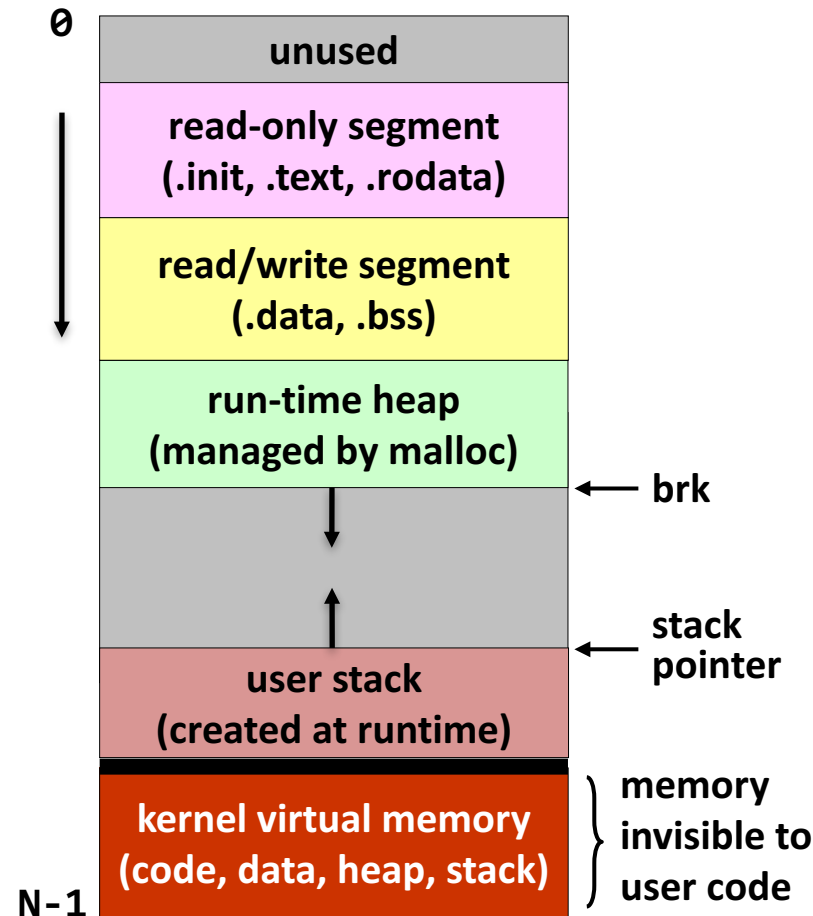 0
unused
read-only segment
(.init, .text, .rodata)
read/write segment
(.data, .bss)
run-time heap
(managed by malloc)
brk
stack
pointer
user stack
(created at runtime)
kernel virtual memory
(code, data, heap, stack)
memory
invisible to
user code
N-1